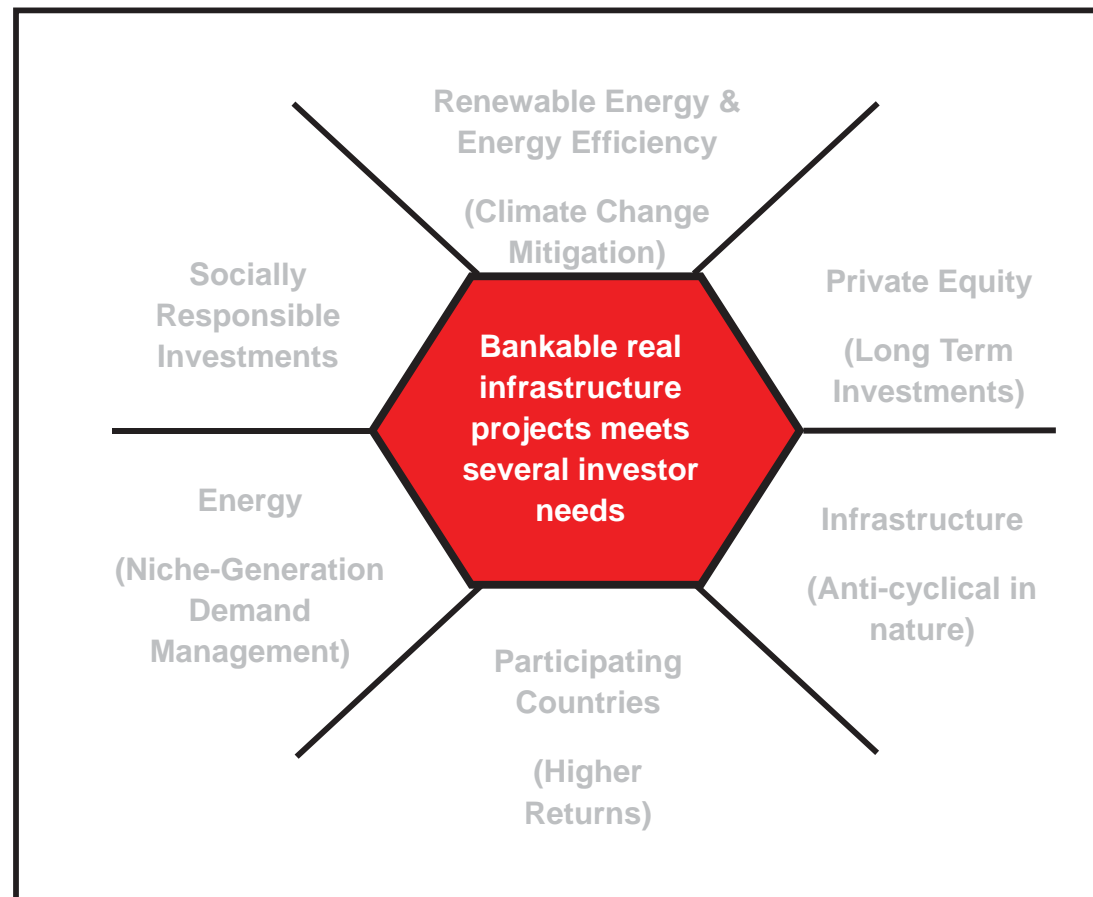 Renewable Energy &
Energy Efficiency
(Climate Change
Mitigation)
Socially
Responsible
Investments
Private Equity
(Long Term
Investments)
Bankable real
infrastructure
projects meets
several investor
needs
Energy
(Niche-Generation
Demand
Management)
Infrastructure
(Anti-cyclical in
nature)
Participating
Countries
(Higher
Returns)